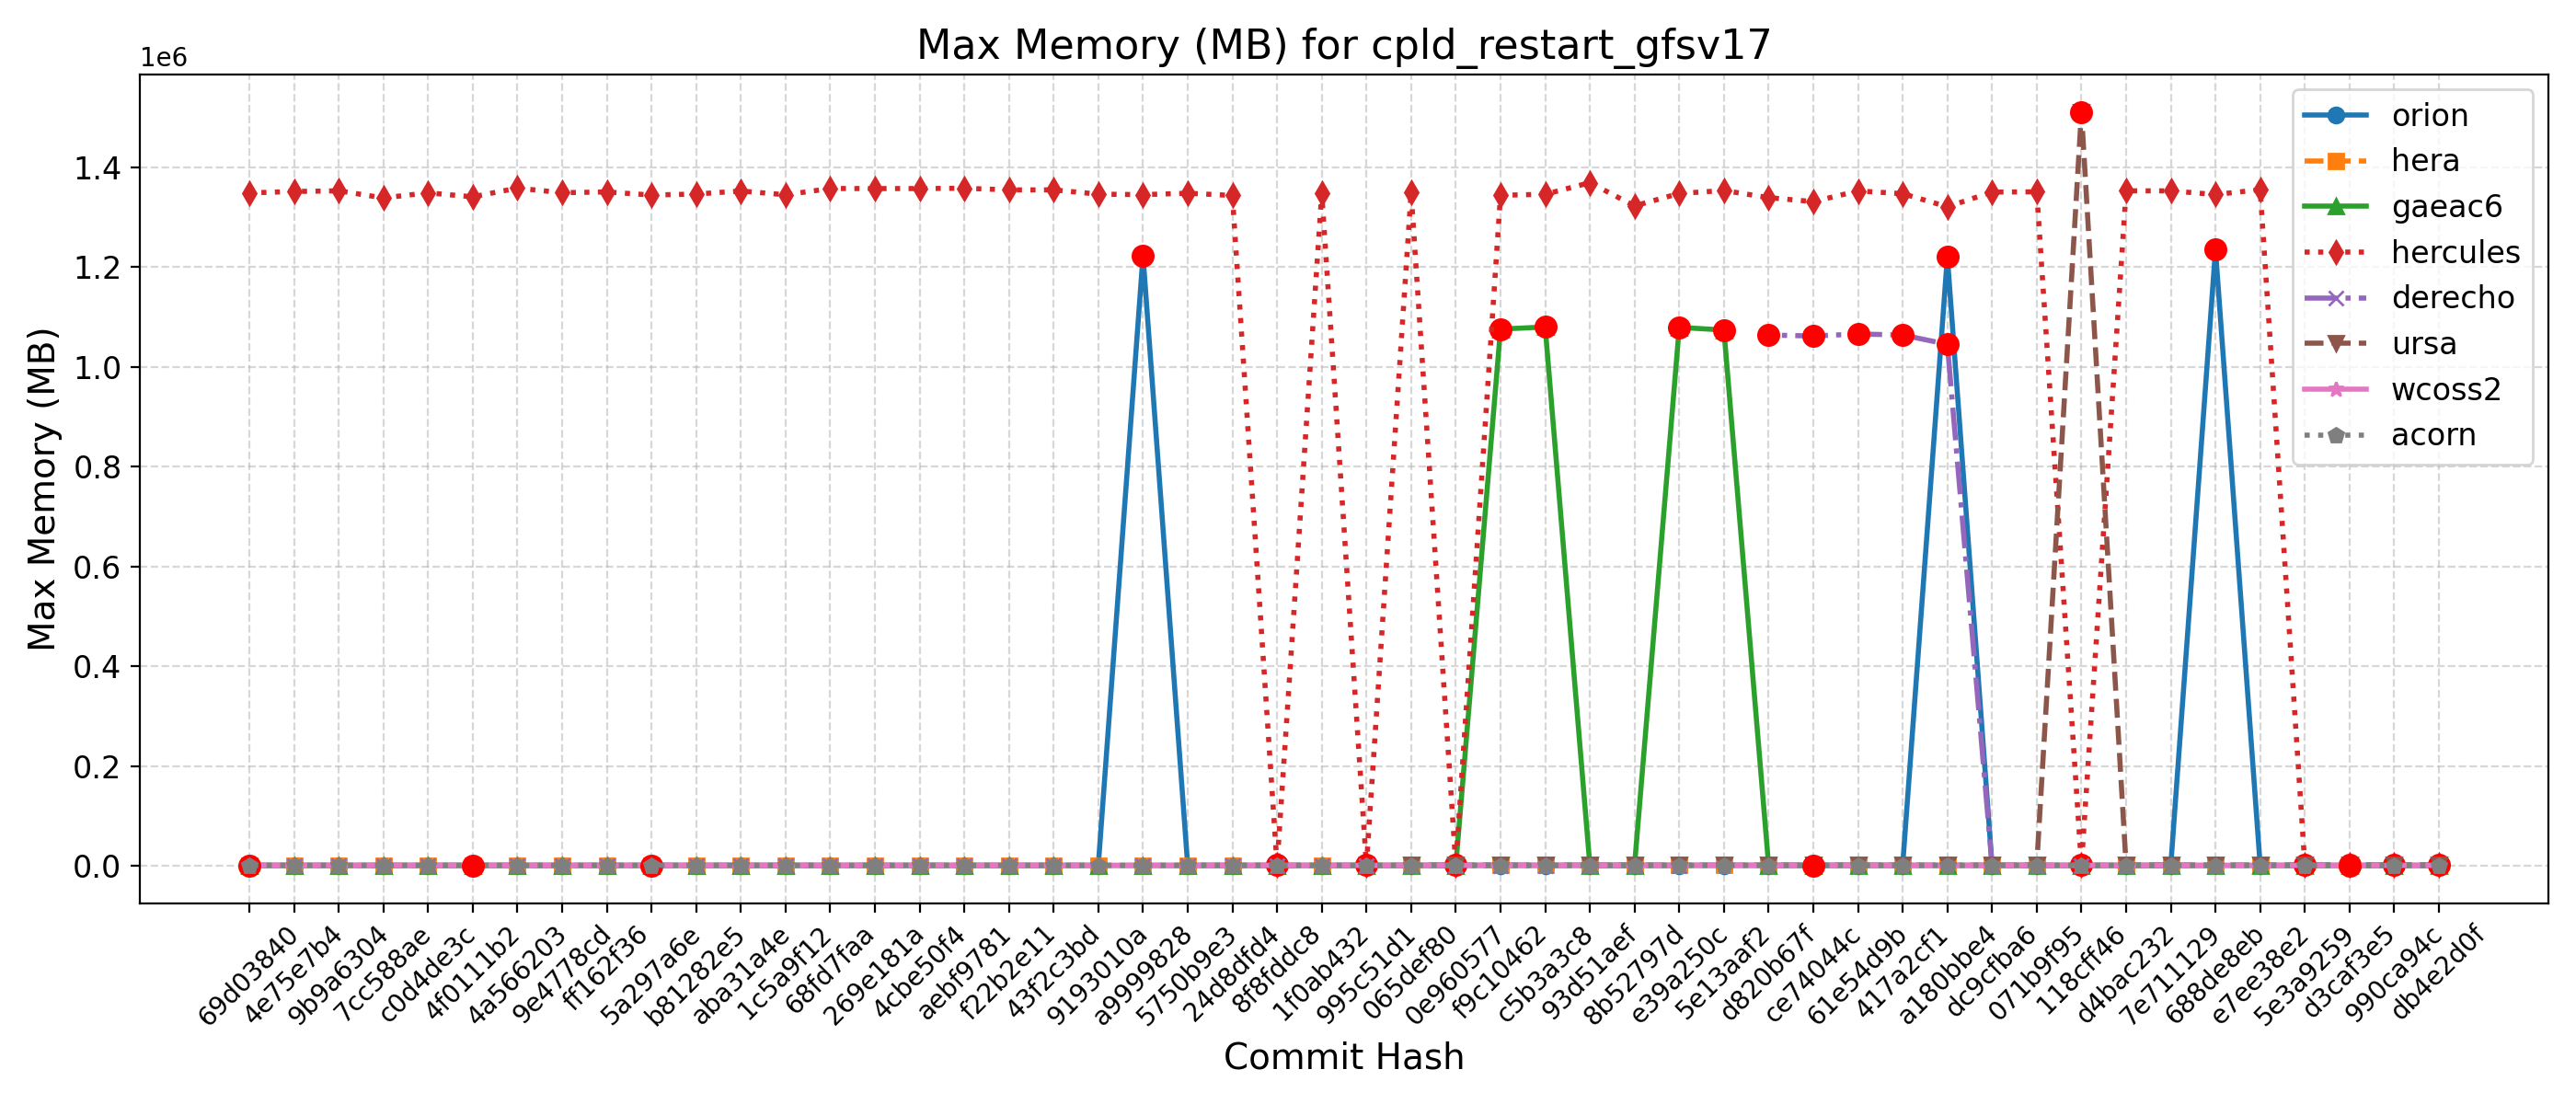 Max Memory (MB) for cpld_restart_gfsv17
1e6
1.4
1.2
1.0
0.8
0.6
0.4
0.2
0.0
Max Memory (MB)
orion
hera
gaeac6
hercules
derecho
ursa
wcoss2
acorn
69d03840
4e75e7b4
9b9a6304
7cc588ae
c0d4de3c
4f0111b2
4a566203
9e4778cd
ff162f36
5a297a6e
b81282e5
aba31a4e
1c5a9f12
68fd7faa
269e181a
4cbe50f4
aebf9781
f22b2e11
43f2c3bd
9193010a
a9999828
5750b9e3
24d8dfd4
8f8fddc8
1f0ab432
995c51d1
065def80
0e960577
f9c10462
c5b3a3c8
93d51aef
8b52797d
e39a250c
5e13aaf2
d820b67f
ce74044c
61e54d9b
417a2cf1
a180bbe4
dc9cfba6
071b9f95
118cff46
d4bac232
7e711129
688de8eb
e7ee38e2
5e3a9259
d3caf3e5
990ca94c
db4e2d0f
Commit Hash